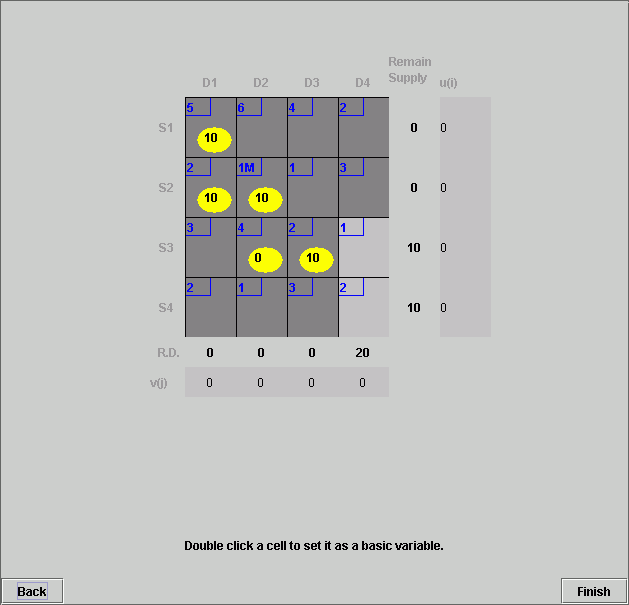 Remain
D1 D2 D3 D4 Supply u(i)
5 6 4 2
S1 10 0 0
2 1M 1 3
S2 10 10 0 0
3 4 2 1
S3 0 10 10 0
2 1 3 2
S4 10 0
R.D. 0 0 0 20
v(j) 0 0 0 0
Double click a cell to set it as a basic variable.
Back Finish